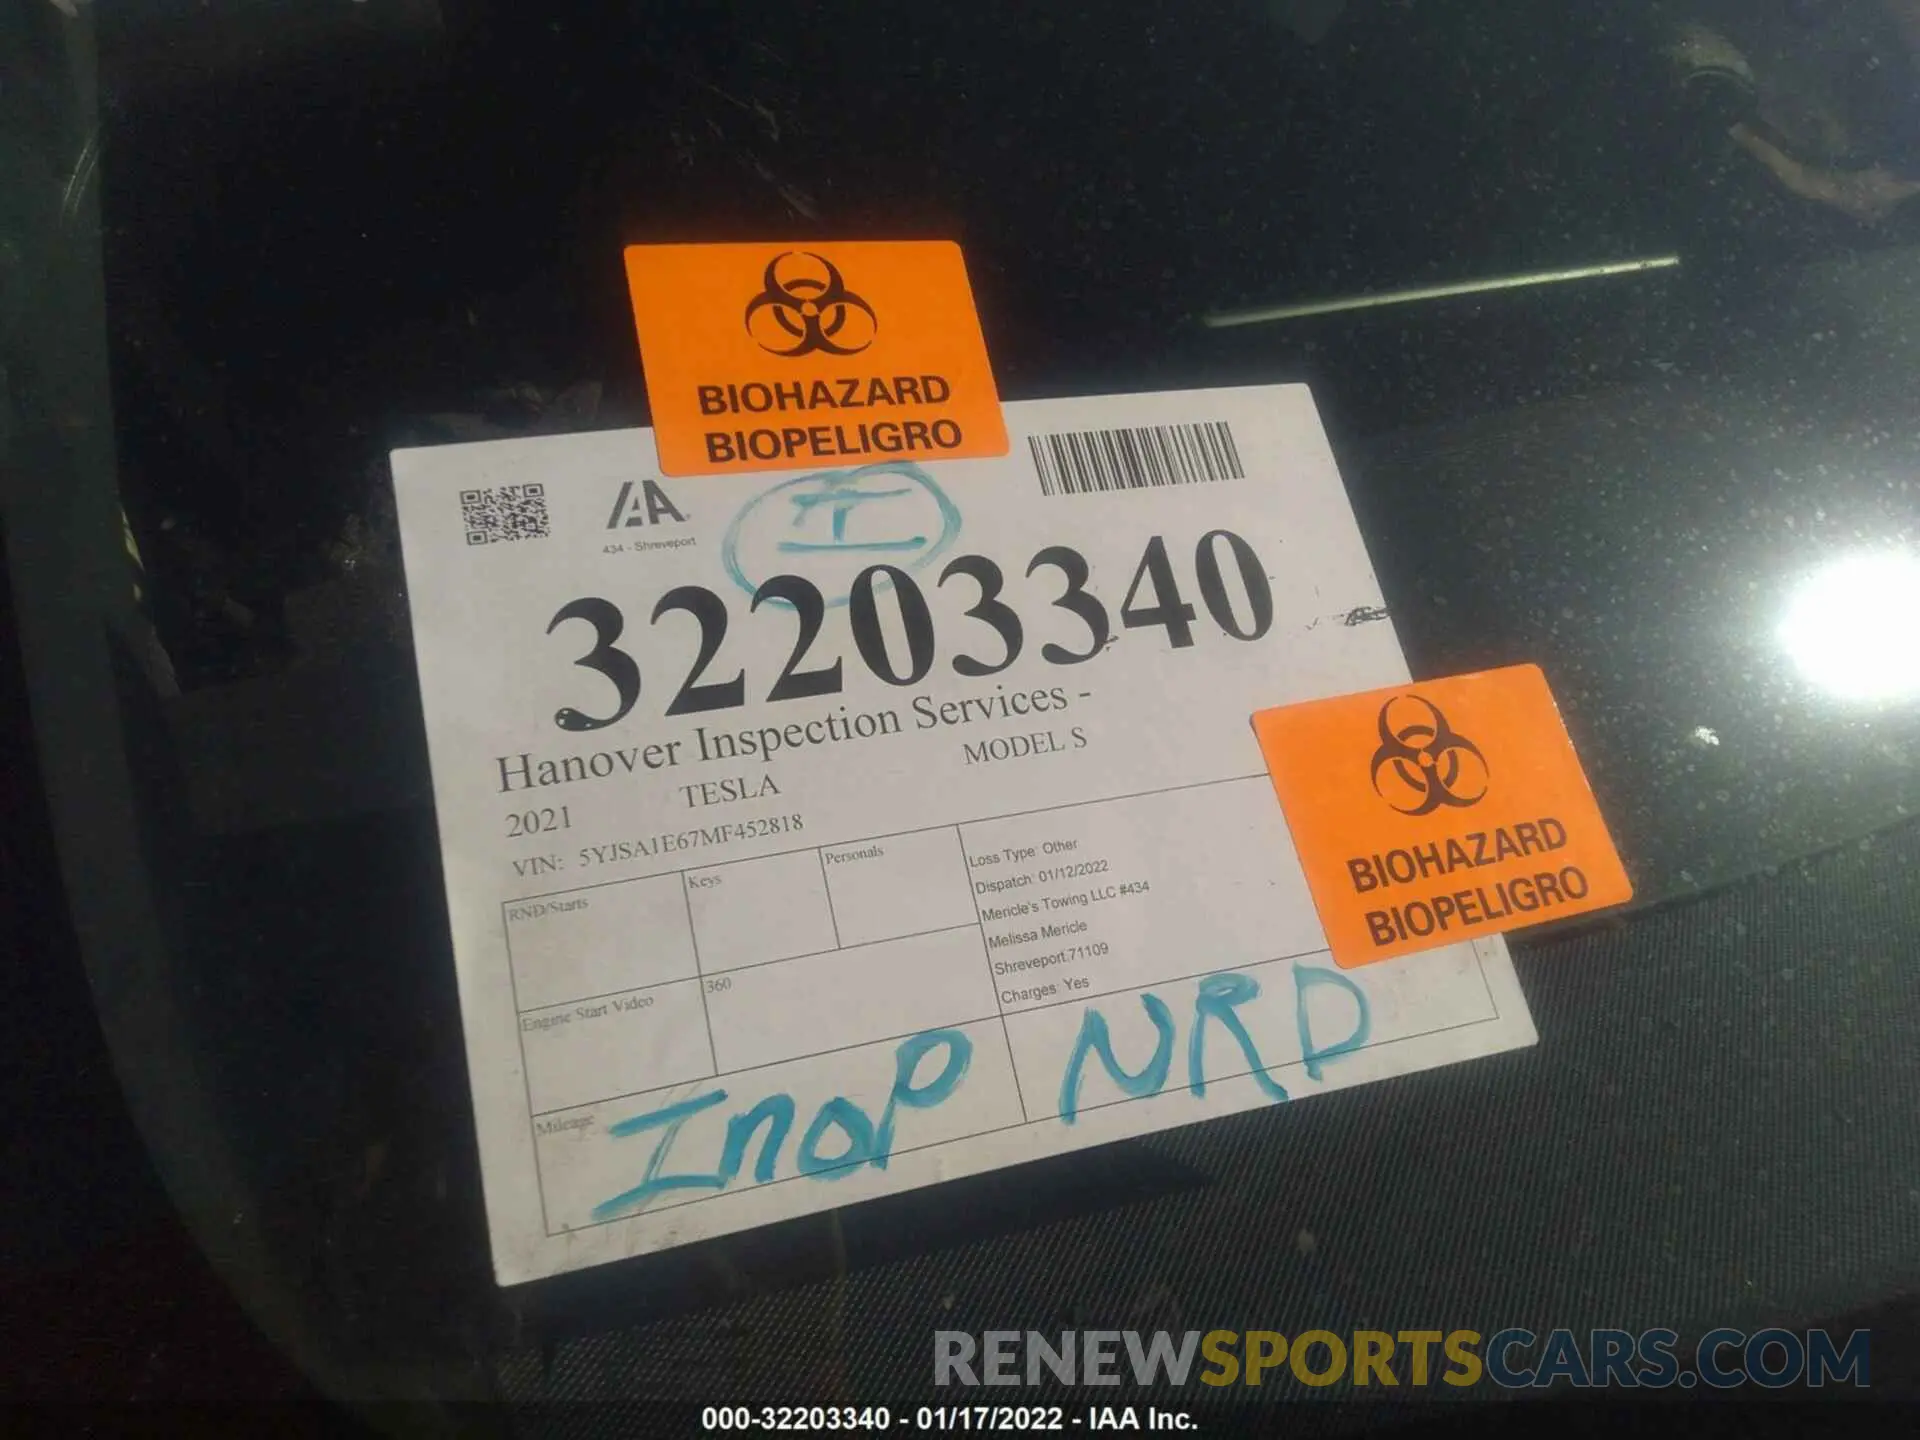 BIOHAZARD
BIOPELIGRO
IAA
434 - Shreveport
32203340
Hanover Inspection Services -
2021 TESLA MODEL S
VIN: 5YJSA1E67MF452818
RND/Starts
Keys
Personals
Engine Start Video
360
Mileage
Loss Type: Other
Dispatch: 01/12/2022
Mericle's Towing LLC #434
Melissa Mericle
Shreveport,71109
Charges: Yes
InoP NRD
BIOHAZARD
BIOPELIGRO
RENEWSPORTSCARS.COM
000-32203340 - 01/17/2022 - IAA Inc.